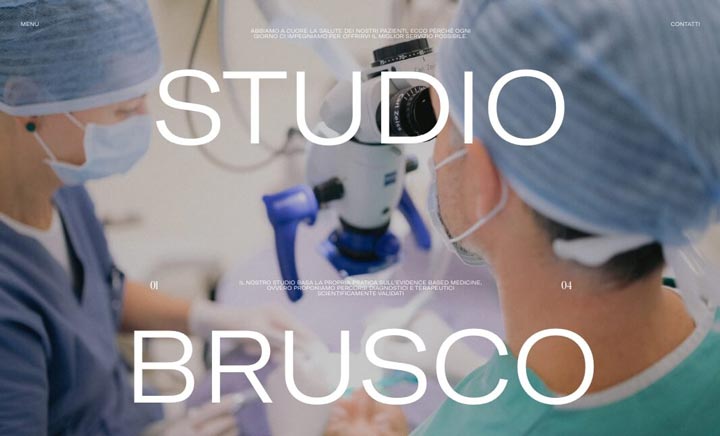 MENU
CONTATTI
ABBIAMO A CUORE LA SALUTE DEI NOSTRI PAZIENTI, ECCO PERCHÉ OGNI
GIORNO CI IMPEGNIAMO PER OFFRIRVI IL MIGLIOR SERVIZIO POSSIBILE.
STUDIO
01
IL NOSTRO STUDIO BASA LA PROPRIA PRATICA SULL'EVIDENCE BASED MEDICINE,
OVVERO PROPONIAMO PERCORSI DIAGNOSTICI E TERAPEUTICI
SCIENTIFICAMENTE VALIDATI
04
BRUSCO